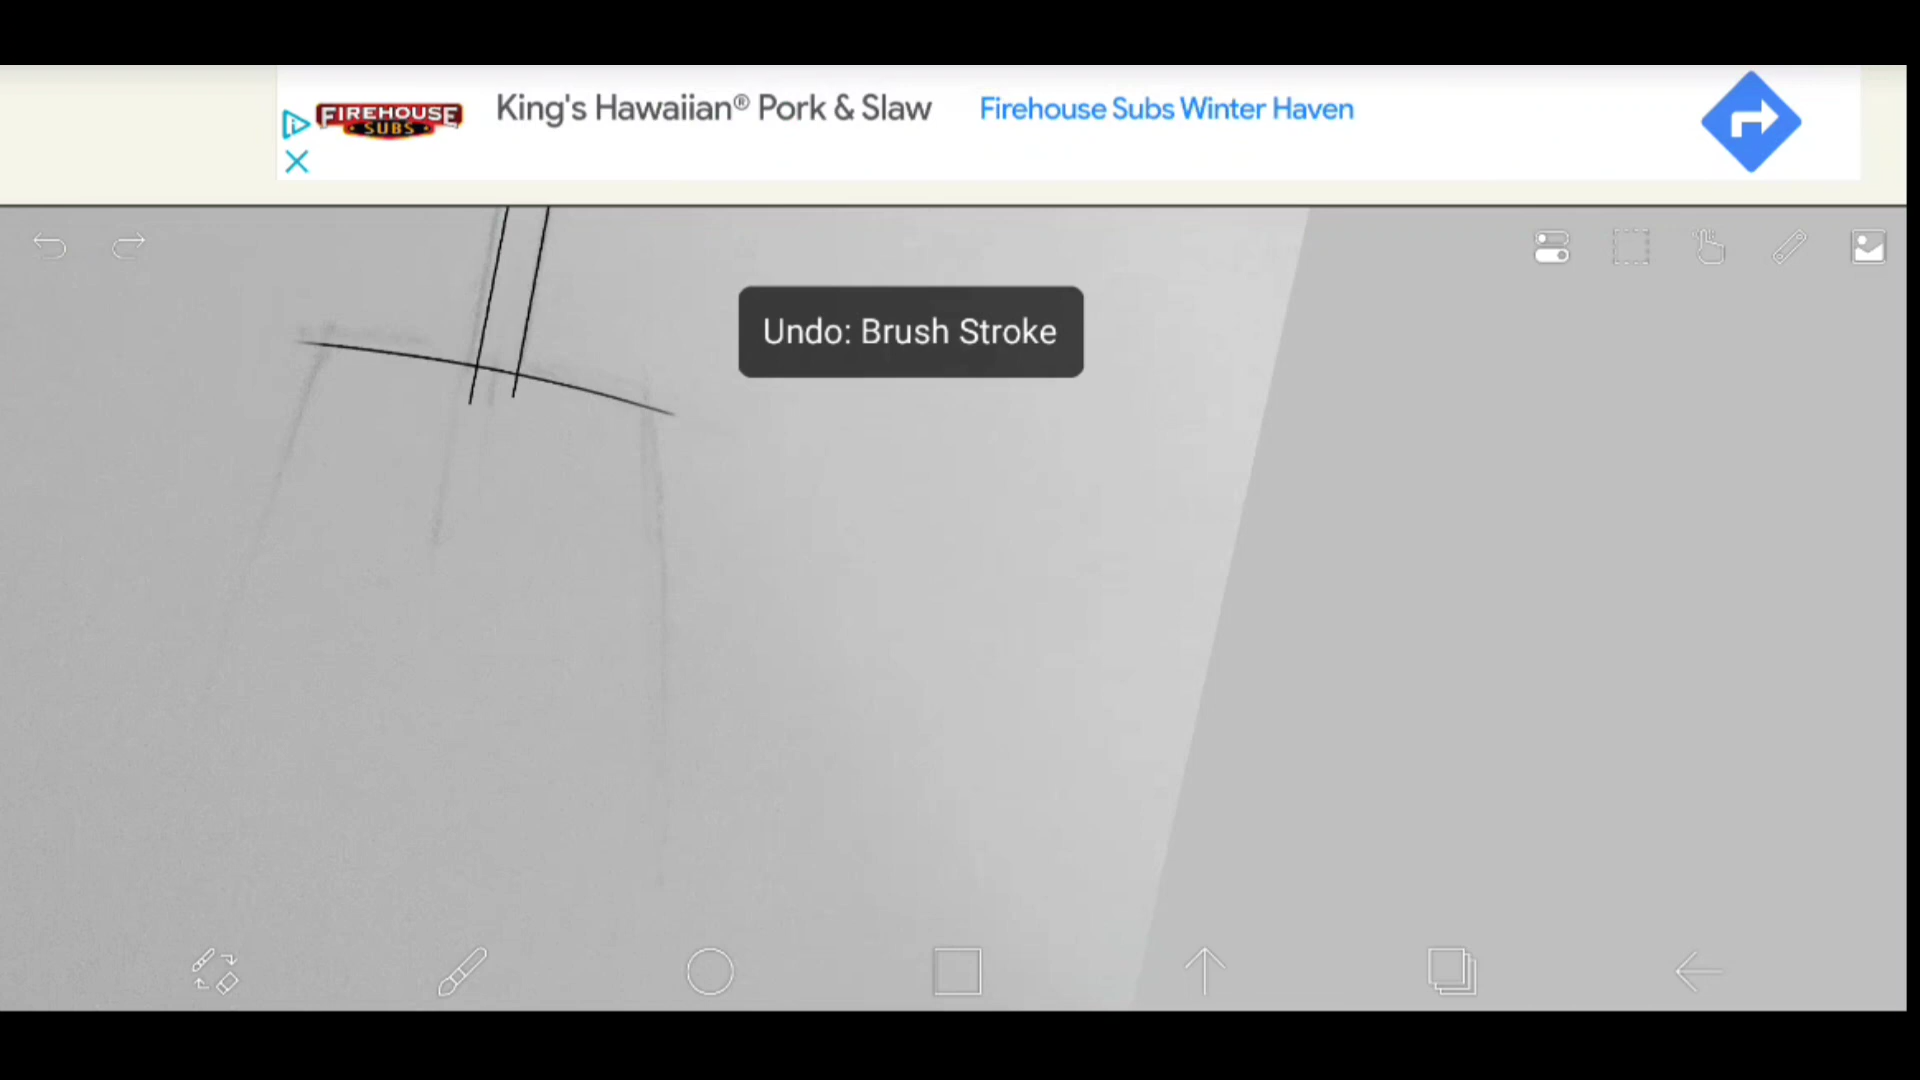 FIREHOUSE
SUBS
King's Hawaiian® Pork & Slaw
Firehouse Subs Winter Haven
Undo: Brush Stroke